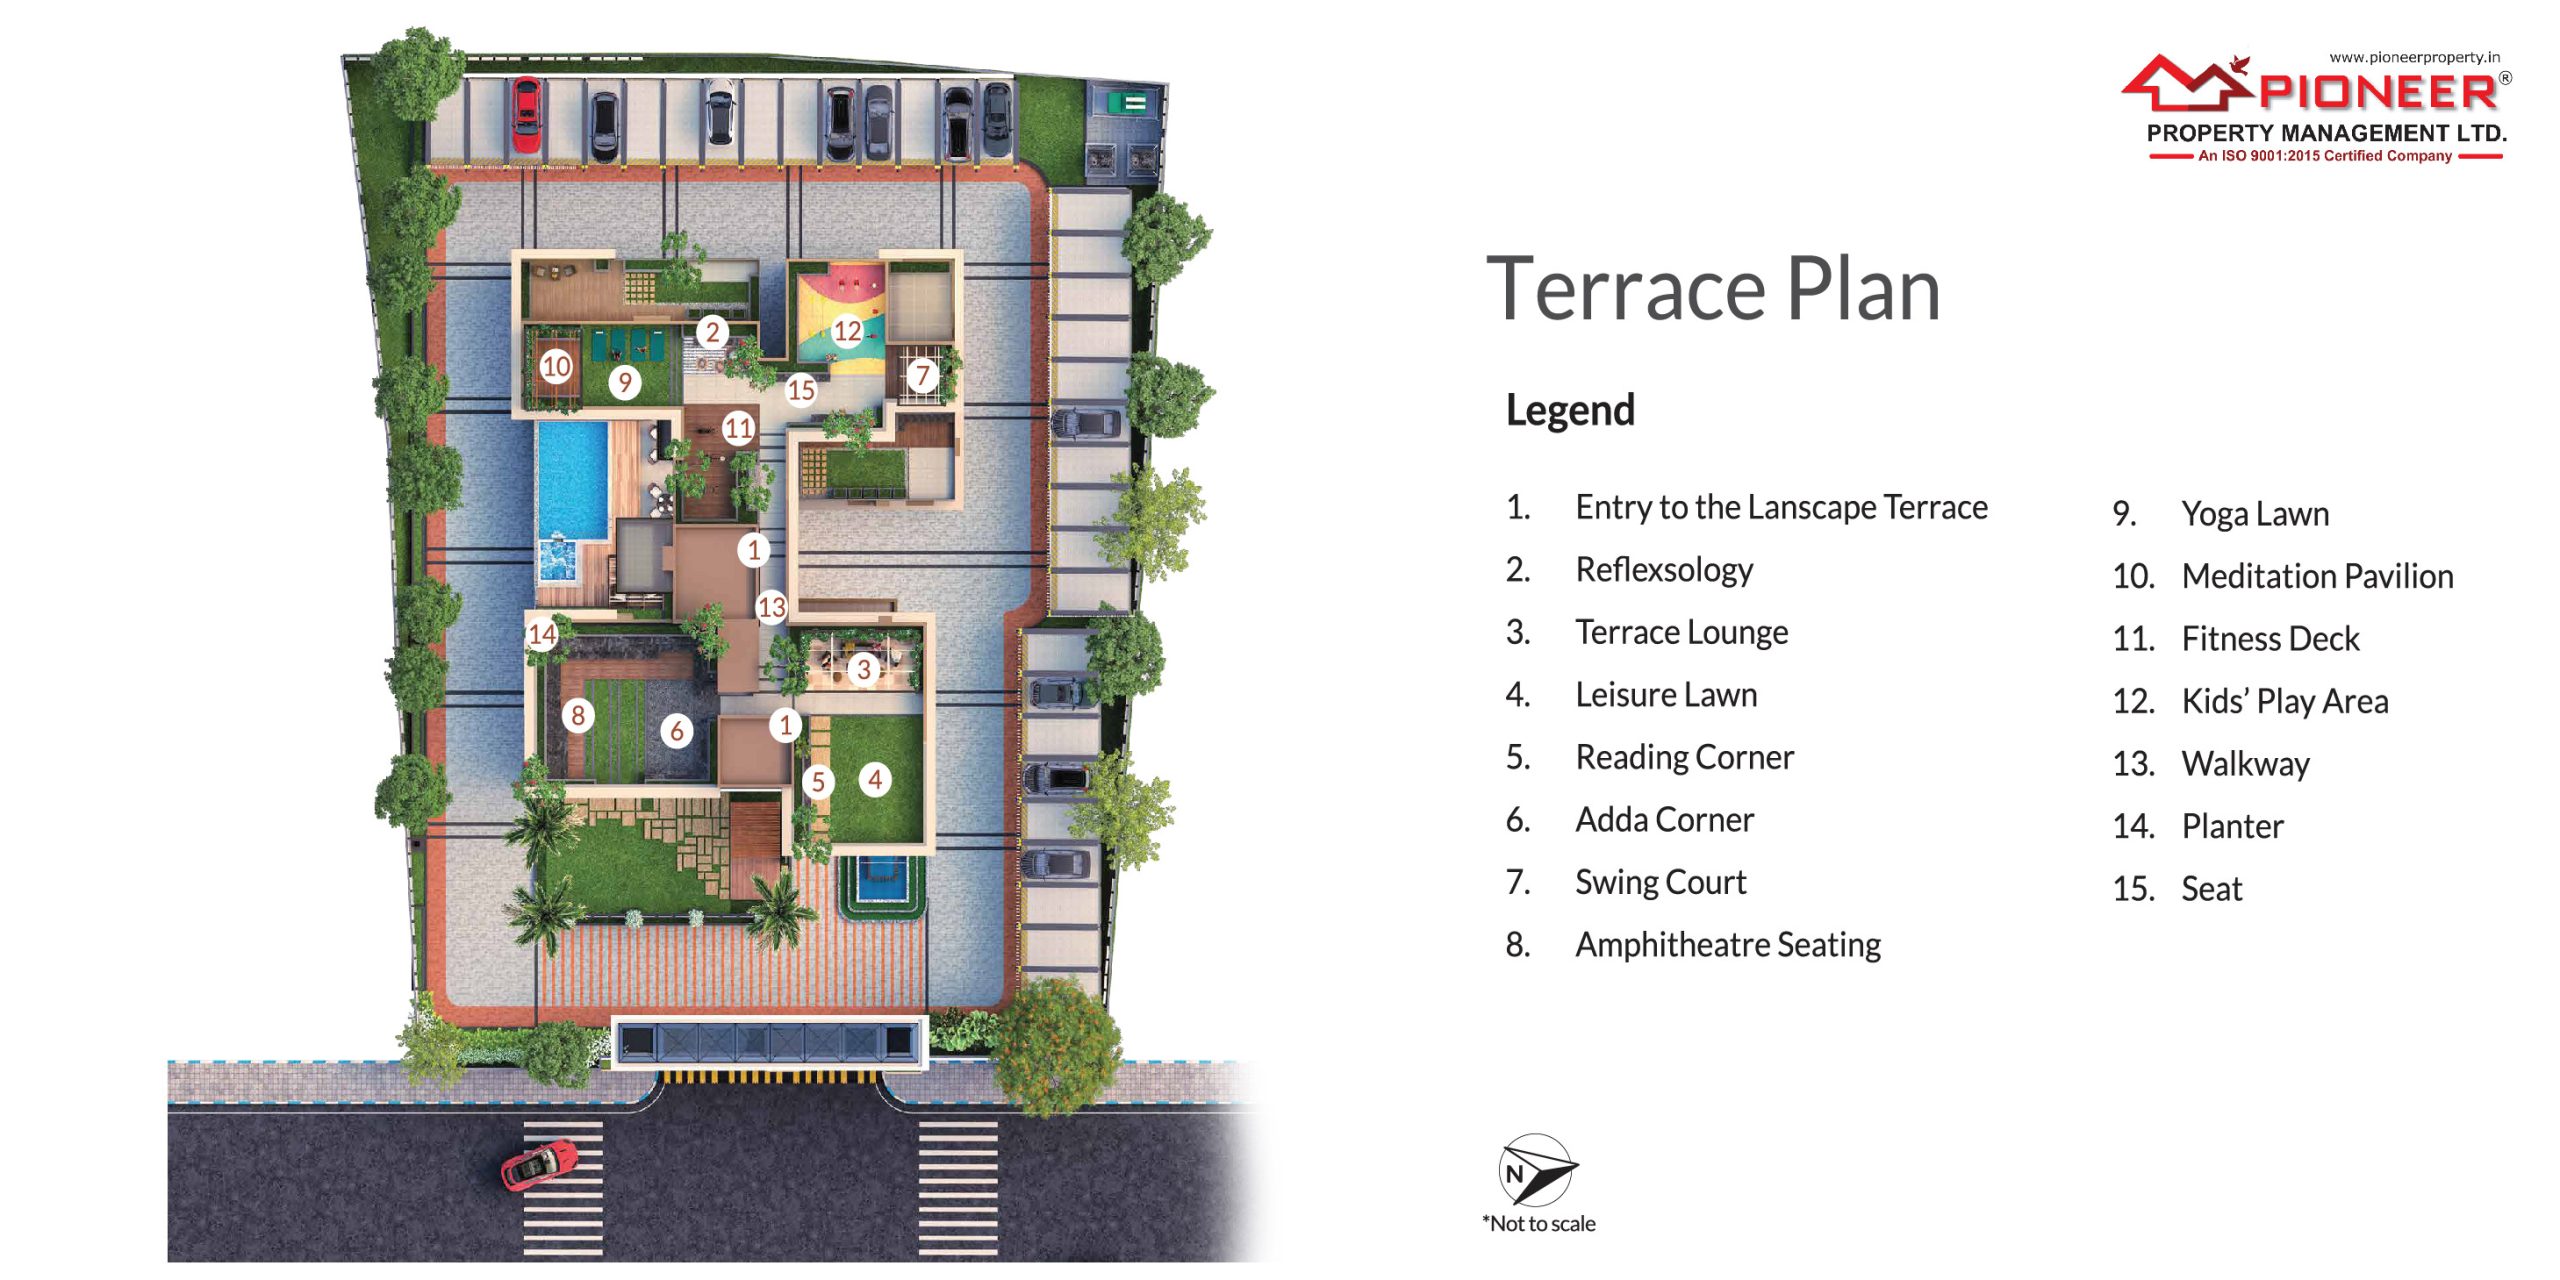 www.pioneerproperty.in
PIONEER®
PROPERTY MANAGEMENT LTD.
An ISO 9001:2015 Certified Company
Terrace Plan
Legend
1. Entry to the Lanscape Terrace
2. Reflexsology
3. Terrace Lounge
4. Leisure Lawn
5. Reading Corner
6. Adda Corner
7. Swing Court
8. Amphitheatre Seating
9. Yoga Lawn
10. Meditation Pavilion
11. Fitness Deck
12. Kids’ Play Area
13. Walkway
14. Planter
15. Seat
2
12
10
9
7
15
11
1
13
14
3
8
6
1
5
4
N
*Not to scale